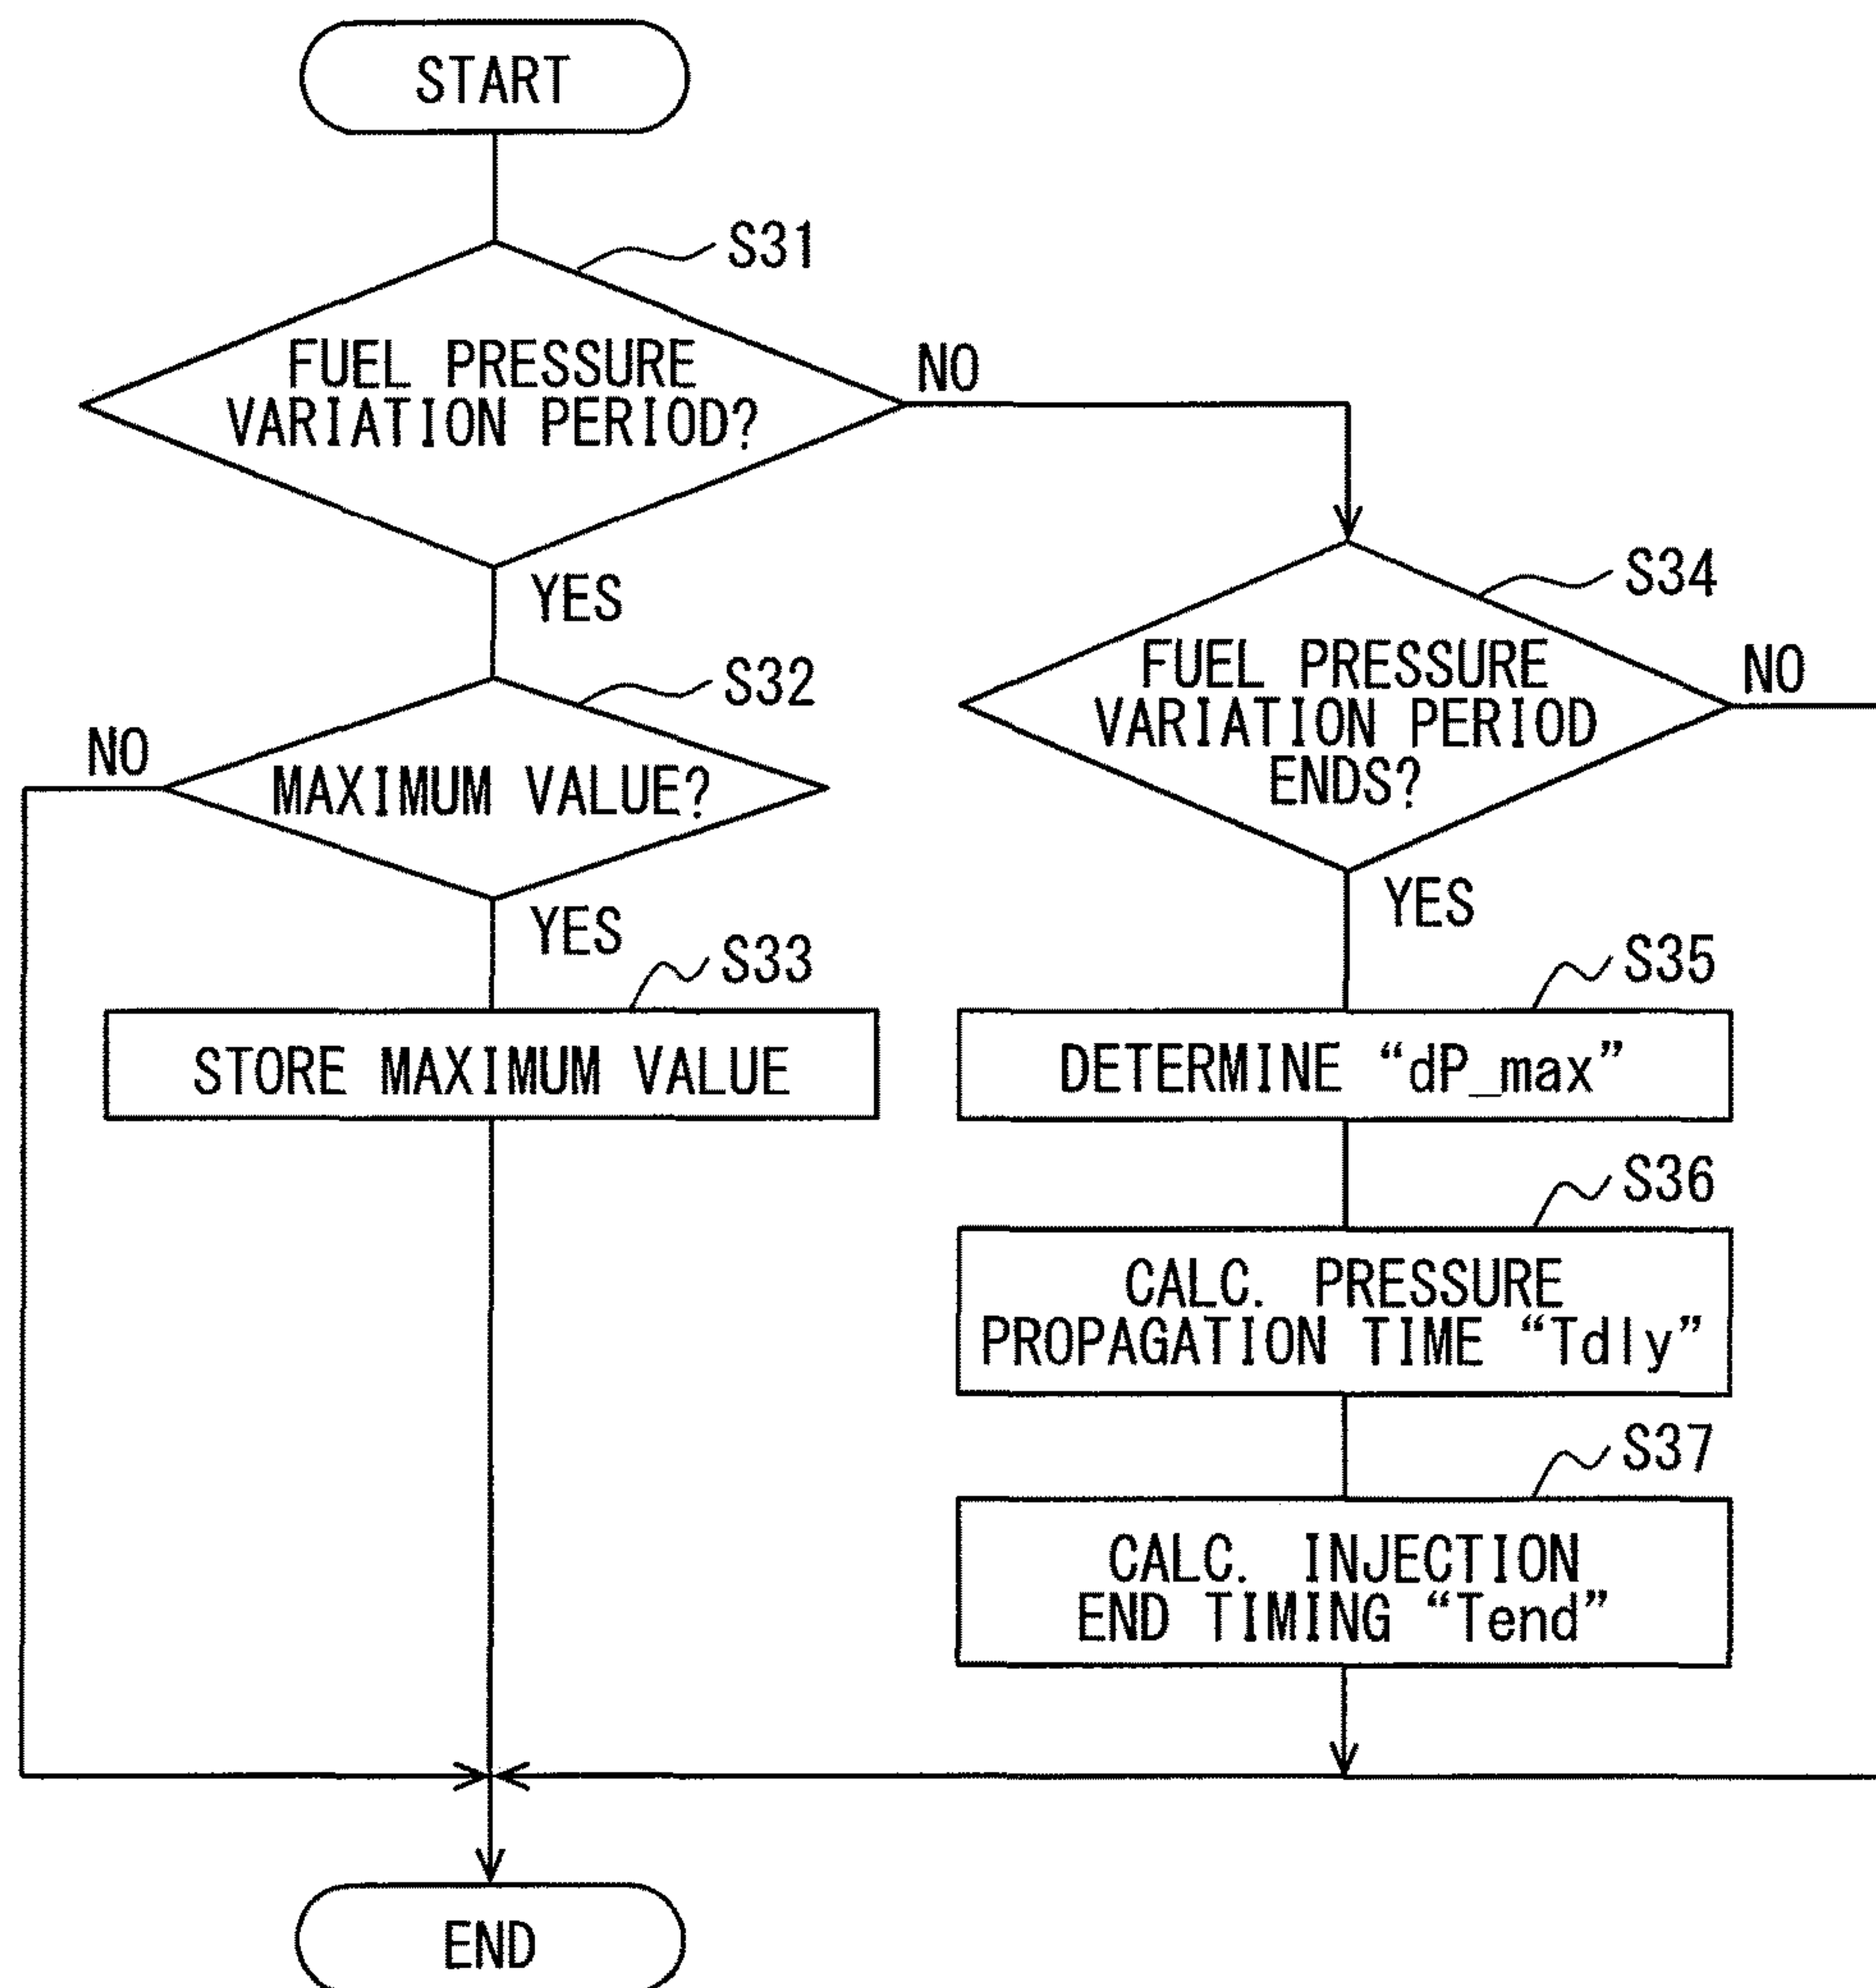 START
S31
FUEL PRESSURE
VARIATION PERIOD?
NO
YES
S32
NO
MAXIMUM VALUE?
YES
S33
STORE MAXIMUM VALUE
S34
FUEL PRESSURE
VARIATION PERIOD
ENDS?
NO
YES
S35
DETERMINE “dP_max”
S36
CALC. PRESSURE
PROPAGATION TIME “Tdly”
S37
CALC. INJECTION
END TIMING “Tend”
END